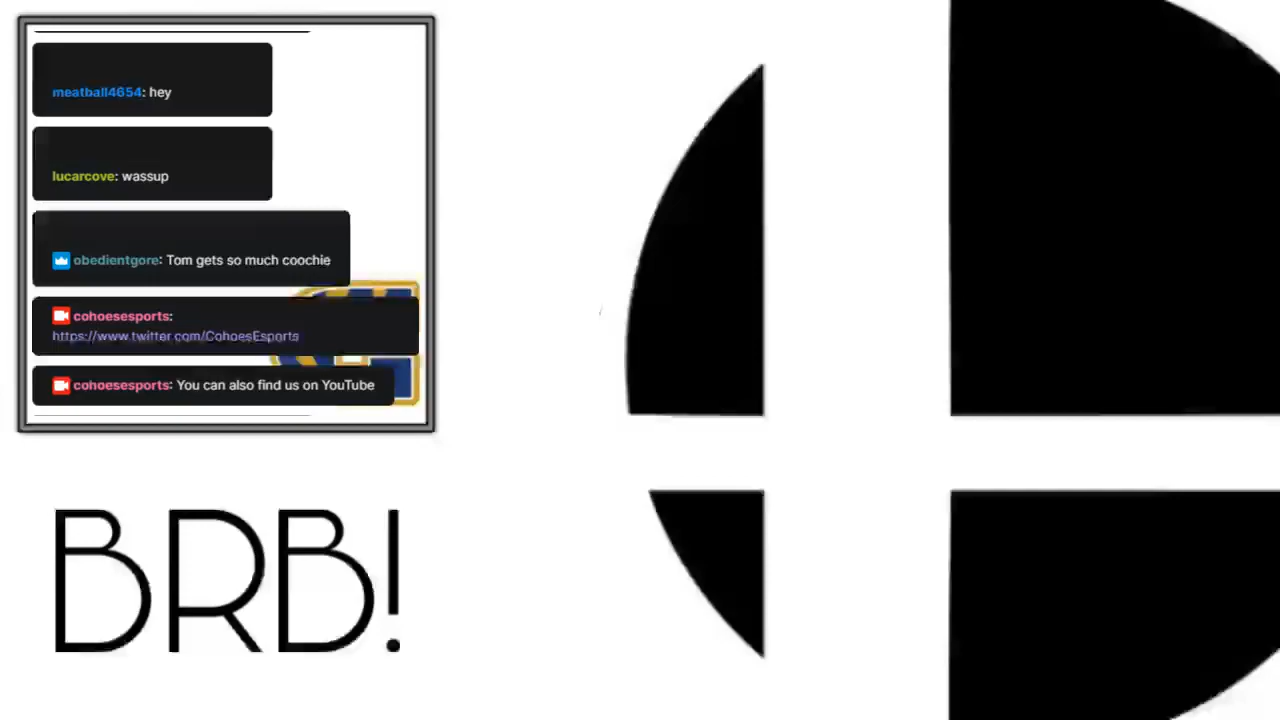 meatball4654: hey
lucarcove: wassup
obedientgore: Tom gets so much coochie
cohoesesports:
https://www.twitter.com/CohoesEsports
cohoesesports: You can also find us on YouTube
BRB!